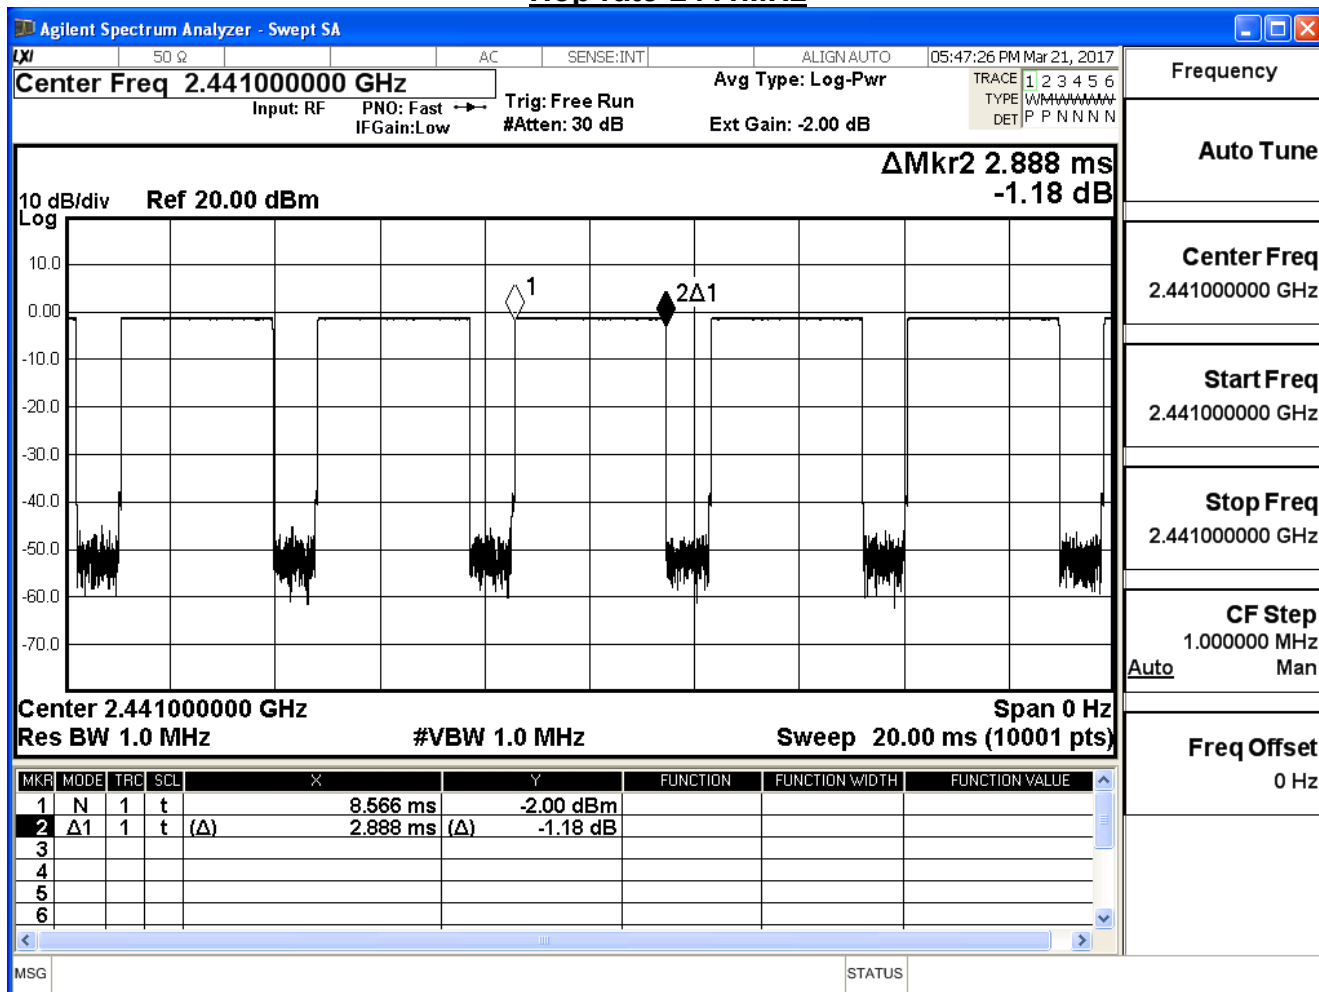 Agilent Spectrum Analyzer - Swept SA
LXI 50 Ω AC SENSE:INT ALIGN AUTO 05:47:26 PM Mar 21, 2017
Center Freq 2.441000000 GHz
Input: RF PNO: Fast Trig: Free Run Avg Type: Log-Pwr TRACE 1 2 3 4 5 6
IFGain:Low #Atten: 30 dB Ext Gain: -2.00 dB TYPE
DET P P N N N N
ΔMkr2 2.888 ms
-1.18 dB
10 dB/div Ref 20.00 dBm
Log
10.0
0.00
-10.0
-20.0
-30.0
-40.0
-50.0
-60.0
-70.0
1
2Δ1
Center 2.441000000 GHz Span 0 Hz
Res BW 1.0 MHz #VBW 1.0 MHz Sweep 20.00 ms (10001 pts)
MKR MODE TRC SCL X Y FUNCTION FUNCTION WIDTH FUNCTION VALUE
1 N 1 t 8.566 ms -2.00 dBm
2 Δ1 1 t (Δ) 2.888 ms (Δ) -1.18 dB
3
4
5
6
MSG STATUS
Frequency
Auto Tune
Center Freq
2.441000000 GHz
Start Freq
2.441000000 GHz
Stop Freq
2.441000000 GHz
CF Step
1.000000 MHz
Auto Man
Freq Offset
0 Hz